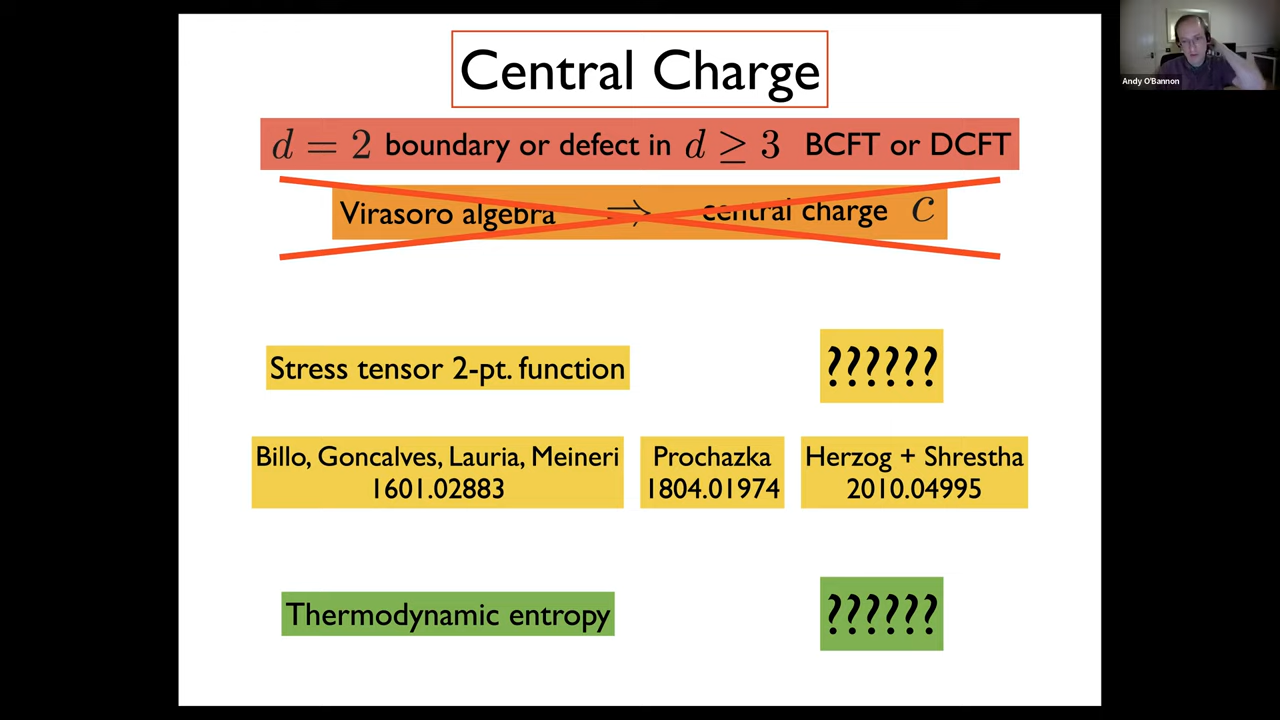 Central Charge
d = 2 boundary or defect in d ≥ 3 BCFT or DCFT
Virasoro algebra ⇒ central charge c
Stress tensor 2-pt. function ??????
Billo, Goncalves, Lauria, Meineri
1601.02883
Prochazka
1804.01974
Herzog + Shrestha
2010.04995
Thermodynamic entropy ??????
Andy O'Bannon